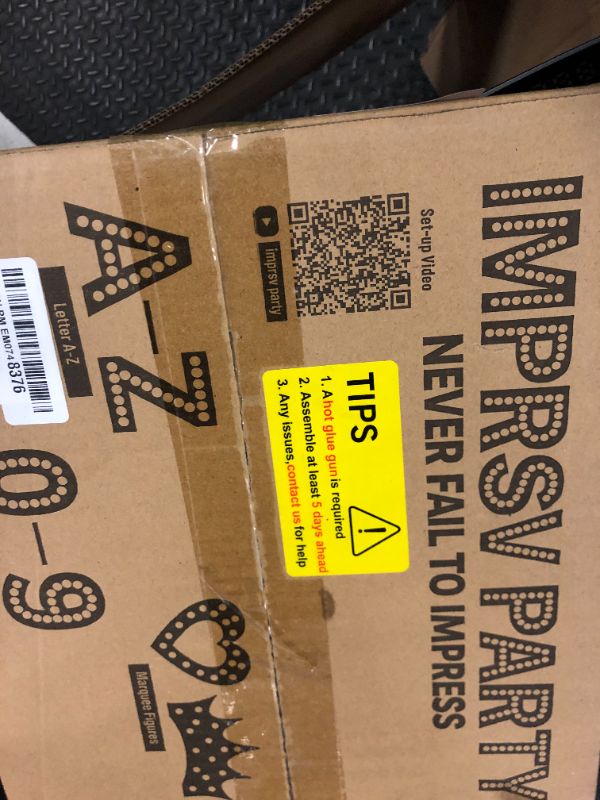 IMPRSV PARTY
NEVER FAIL TO IMPRESS
Set-up Video
imprsv party
TIPS
1. A hot glue gun is required
2. Assemble at least 5 days ahead
3. Any issues,contact us for help
A-Z
Letter A-Z
0-9
Marquee Figures
EM074 8376